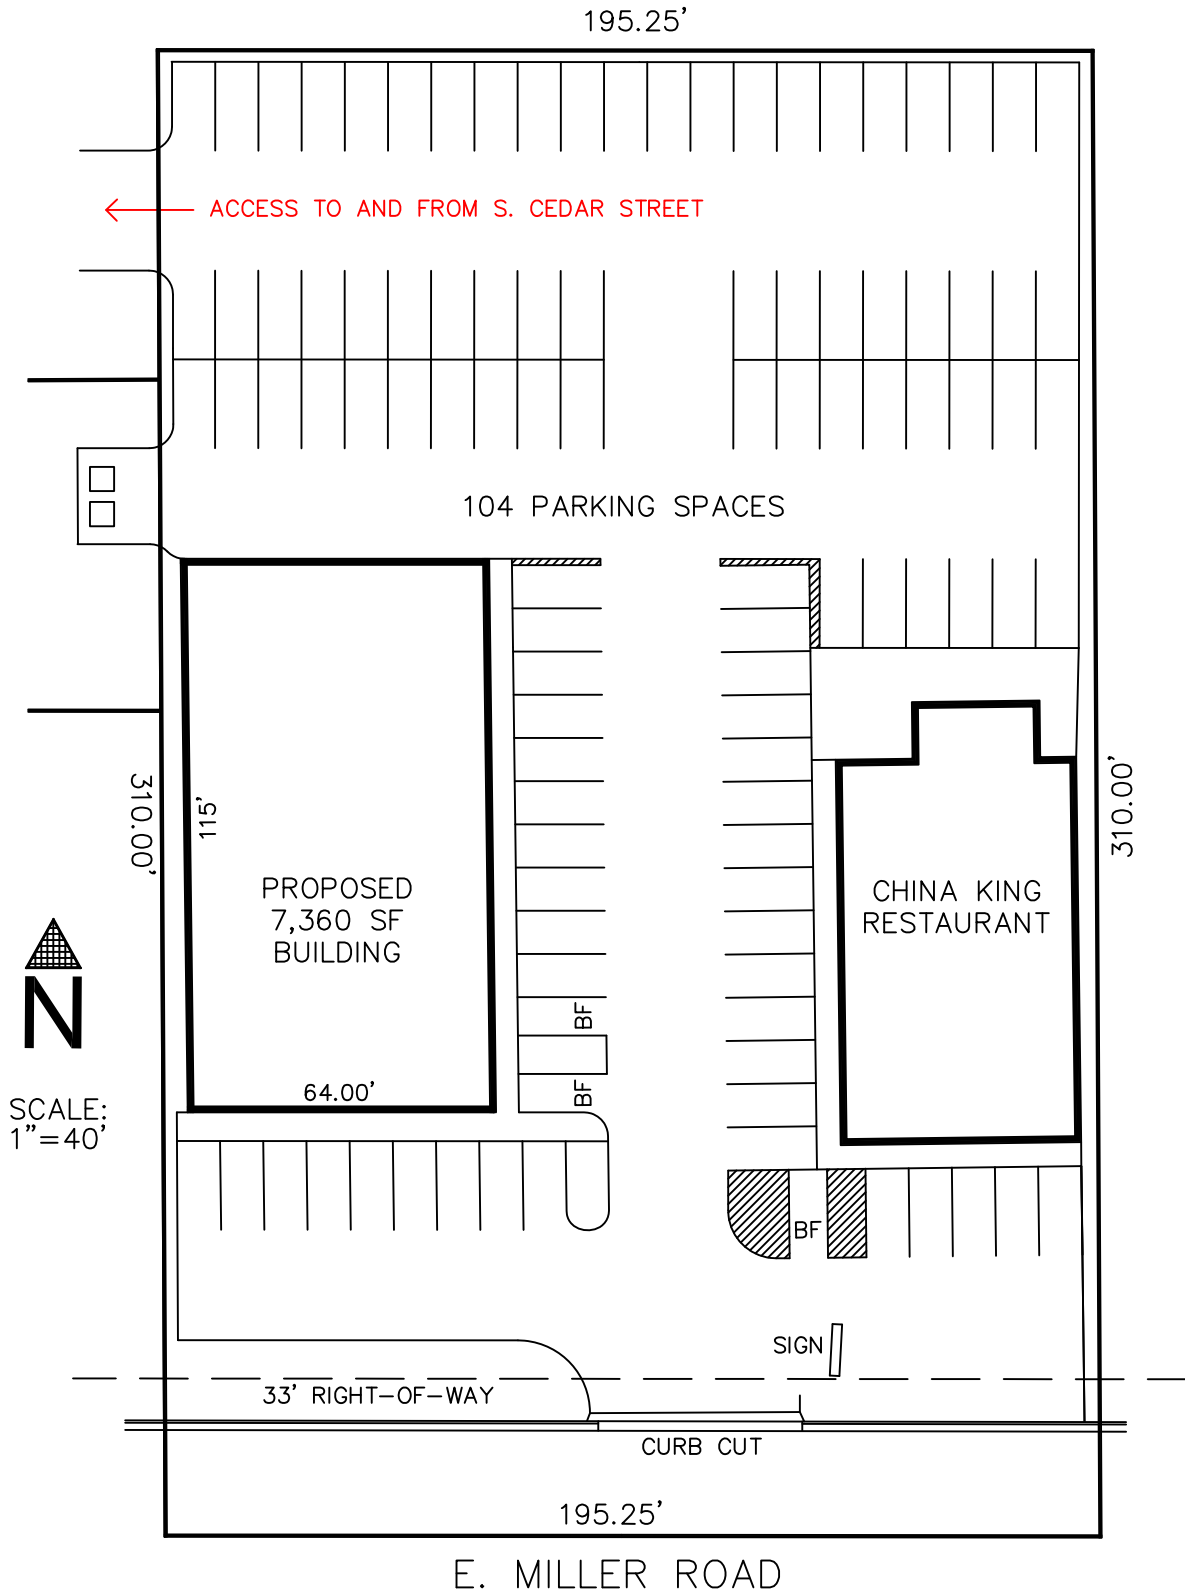 195.25'
ACCESS TO AND FROM S. CEDAR STREET
104 PARKING SPACES
310.00'
115'
310.00'
PROPOSED
7,360 SF
BUILDING
CHINA KING
RESTAURANT
N
BF
64.00'
BF
SCALE:
1"=40'
BF
SIGN
33' RIGHT-OF-WAY
CURB CUT
195.25'
E. MILLER ROAD